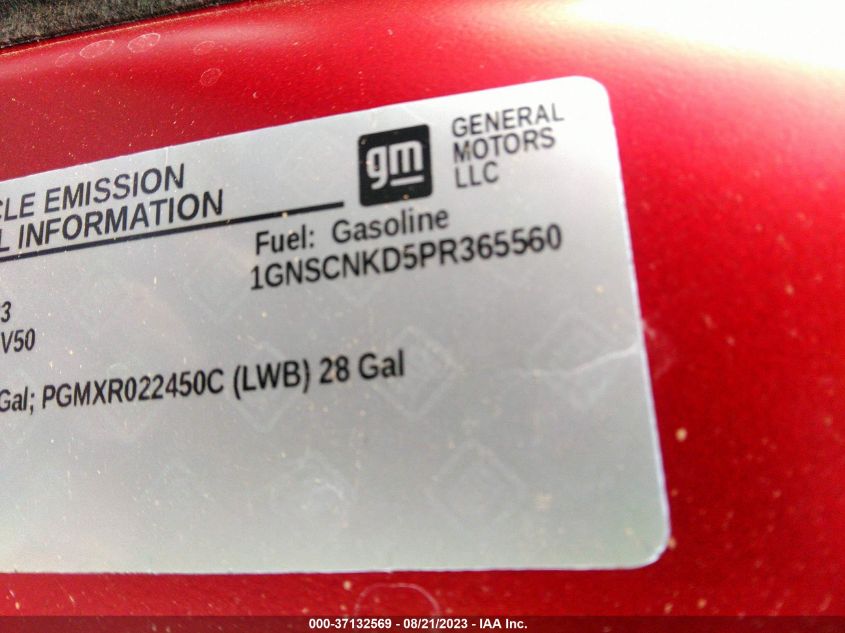 CLE EMISSION
L INFORMATION
gm
GENERAL
MOTORS
LLC
Fuel: Gasoline
1GNSCNKD5PR365560
3
V50
Gal; PGMXR022450C (LWB) 28 Gal
000-37132569 - 08/21/2023 - IAA Inc.